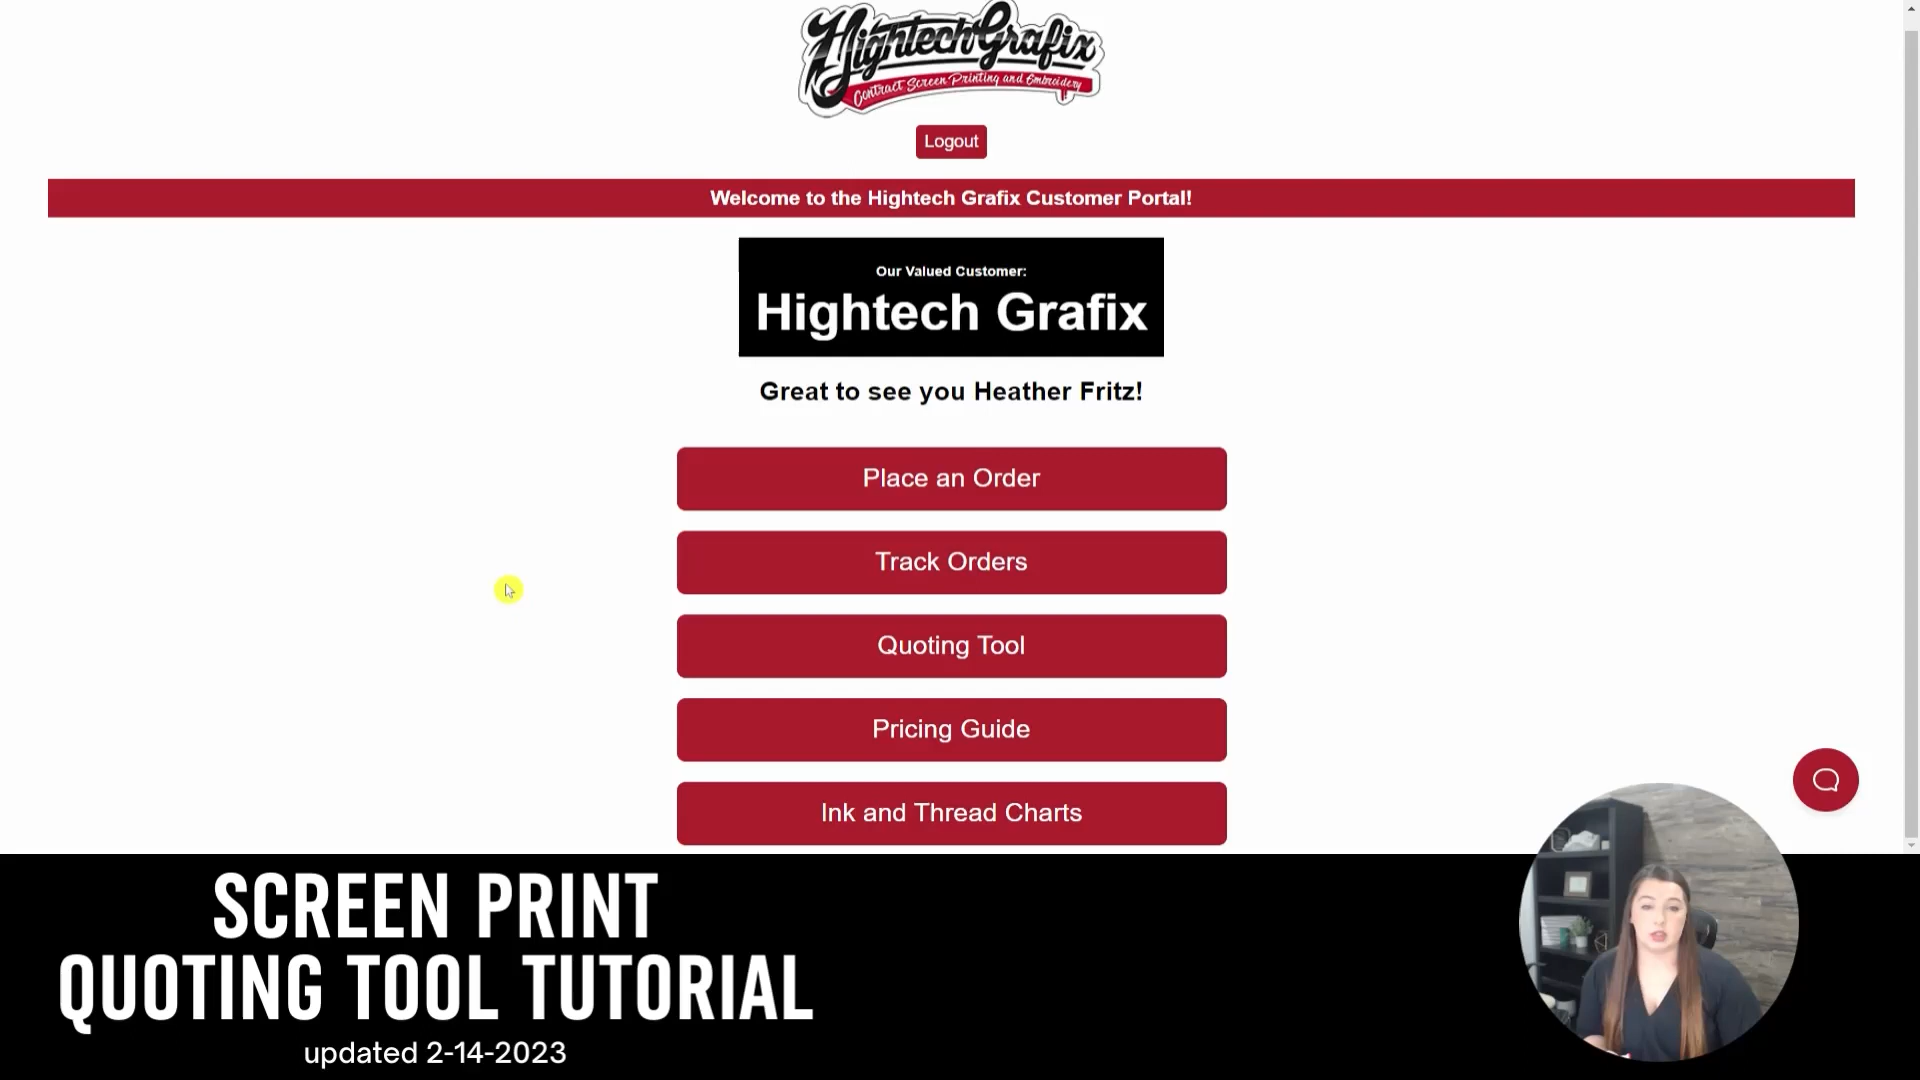 Hightech Grafix
Contract Screen Printing and Embroidery
Logout
Welcome to the Hightech Grafix Customer Portal!
Our Valued Customer:
Hightech Grafix
Great to see you Heather Fritz!
Place an Order
Track Orders
Quoting Tool
Pricing Guide
Ink and Thread Charts
SCREEN PRINT
QUOTING TOOL TUTORIAL
updated 2-14-2023